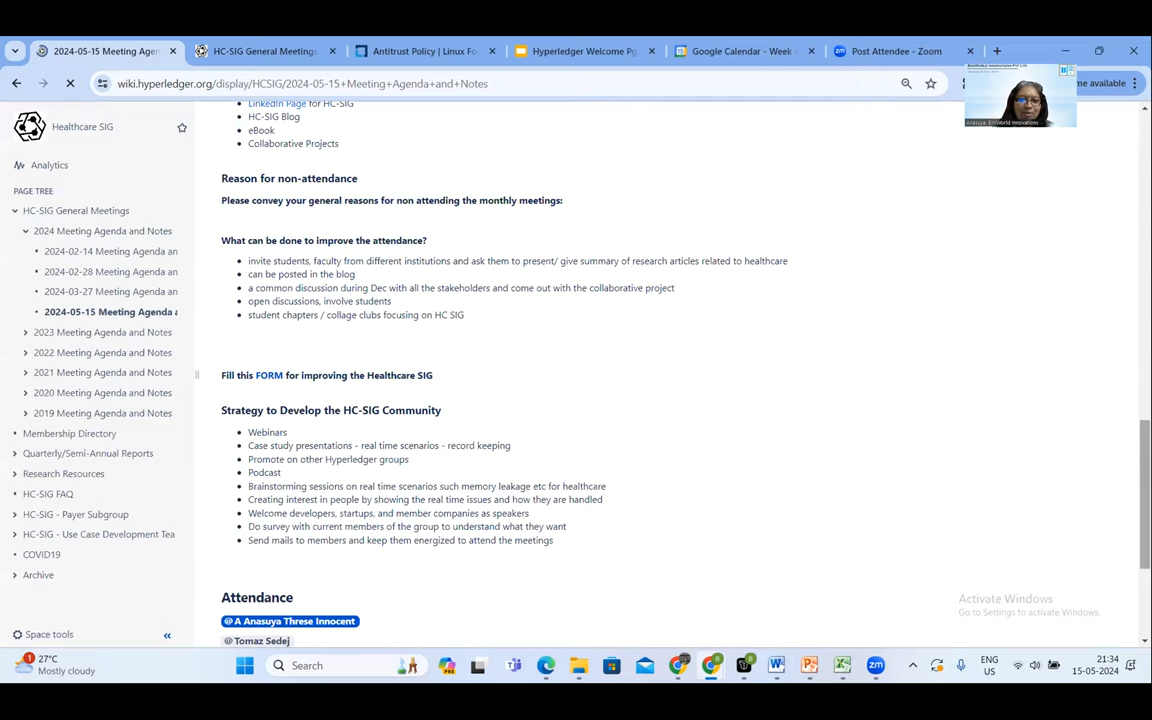 2024-05-15 Meeting Agen
HC-SIG General Meetings
Antitrust Policy | Linux Fo
Hyperledger Welcome Pg
Google Calendar - Week
Post Attendee - Zoom
wiki.hyperledger.org/display/HCSIG/2024-05-15+Meeting+Agenda+and+Notes
me available
Anasuya
World Innovations
Healthcare SIG
Analytics
PAGE TREE
HC-SIG General Meetings
2024 Meeting Agenda and Notes
2024-02-14 Meeting Agenda an
2024-02-28 Meeting Agenda an
2024-03-27 Meeting Agenda an
2024-05-15 Meeting Agenda a
2023 Meeting Agenda and Notes
2022 Meeting Agenda and Notes
2021 Meeting Agenda and Notes
2020 Meeting Agenda and Notes
2019 Meeting Agenda and Notes
Membership Directory
Quarterly/Semi-Annual Reports
Research Resources
HC-SIG FAQ
HC-SIG - Payer Subgroup
HC-SIG - Use Case Development Tea
COVID19
Archive
Space tools
LinkedIn Page for HC-SIG
HC-SIG Blog
eBook
Collaborative Projects
Reason for non-attendance
Please convey your general reasons for non attending the monthly meetings:
What can be done to improve the attendance?
invite students, faculty from different institutions and ask them to present/ give summary of research articles related to healthcare
can be posted in the blog
a common discussion during Dec with all the stakeholders and come out with the collaborative project
open discussions, involve students
student chapters / collage clubs focusing on HC SIG
Fill this FORM for improving the Healthcare SIG
Strategy to Develop the HC-SIG Community
Webinars
Case study presentations - real time scenarios - record keeping
Promote on other Hyperledger groups
Podcast
Brainstorming sessions on real time scenarios such memory leakage etc for healthcare
Creating interest in people by showing the real time issues and how they are handled
Welcome developers, startups, and member companies as speakers
Do survey with current members of the group to understand what they want
Send mails to members and keep them energized to attend the meetings
Attendance
@A Anasuya Threse Innocent
@Tomaz Sedej
Activate Windows
Go to Settings to activate Windows.
1
27°C
Mostly cloudy
Search
ENG
US
21:34
15-05-2024